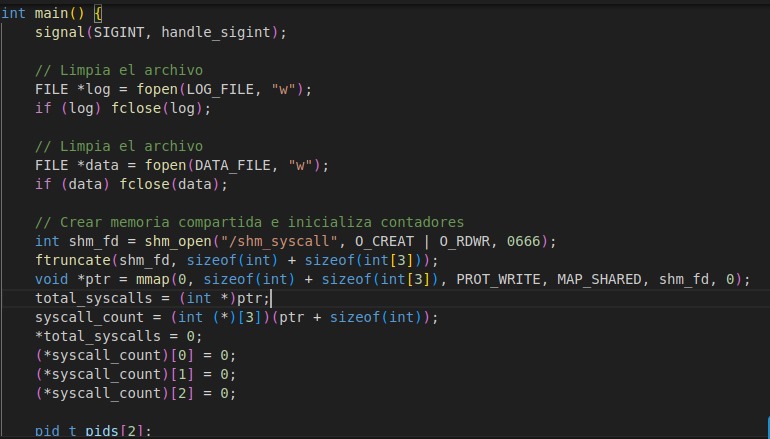 int main() {
signal(SIGINT, handle_sigint);
// Limpia el archivo
FILE *log = fopen(LOG_FILE, "w");
if (log) fclose(log);
// Limpia el archivo
FILE *data = fopen(DATA_FILE, "w");
if (data) fclose(data);
// Crear memoria compartida e inicializa contadores
int shm_fd = shm_open("/shm_syscall", O_CREAT | O_RDWR, 0666);
ftruncate(shm_fd, sizeof(int) + sizeof(int[3]));
void *ptr = mmap(0, sizeof(int) + sizeof(int[3]), PROT_WRITE, MAP_SHARED, shm_fd, 0);
total_syscalls = (int *)ptr;
syscall_count = (int (*)[3])(ptr + sizeof(int));
*total_syscalls = 0;
(*syscall_count)[0] = 0;
(*syscall_count)[1] = 0;
(*syscall_count)[2] = 0;
pid_t pids[2];